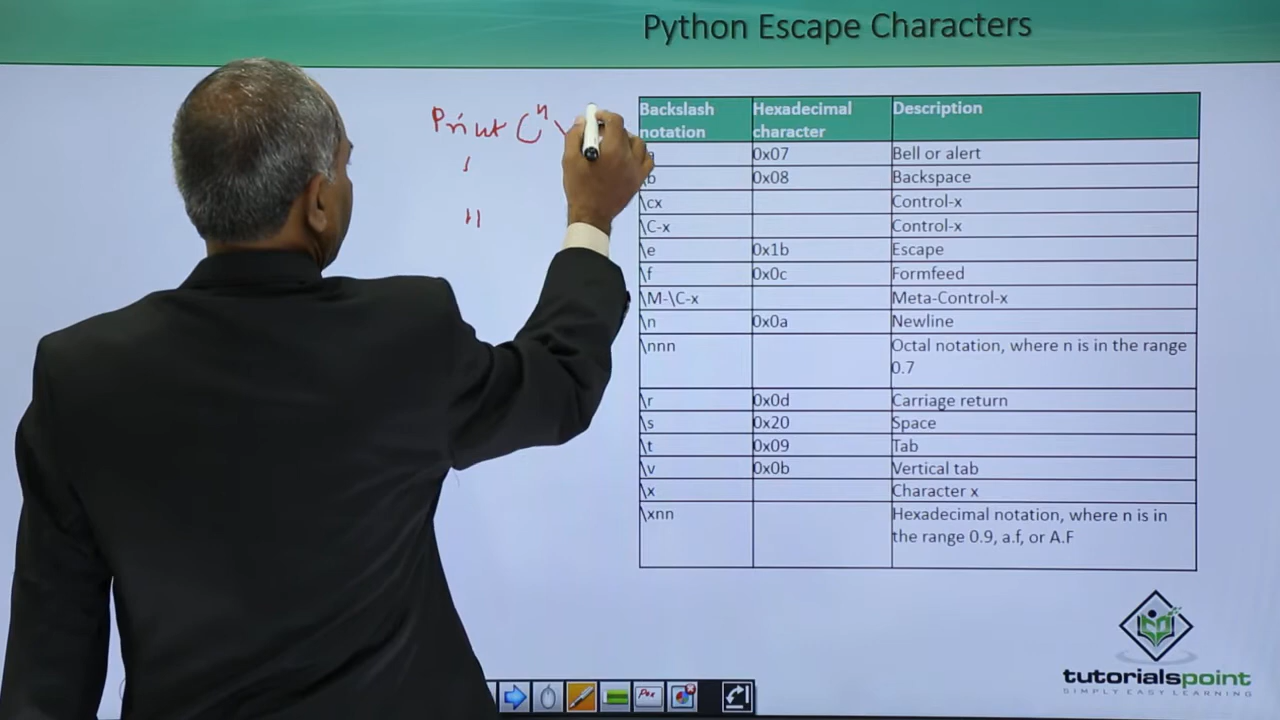 Python Escape Characters
Print ("\
'
"
Backslash notation Hexadecimal character Description
0x07 Bell or alert
\b 0x08 Backspace
\cx Control-x
\C-x Control-x
\e 0x1b Escape
\f 0x0c Formfeed
\M-\C-x Meta-Control-x
\n 0x0a Newline
\nnn Octal notation, where n is in the range
0.7
\r 0x0d Carriage return
\s 0x20 Space
\t 0x09 Tab
\v 0x0b Vertical tab
\x Character x
\xnn Hexadecimal notation, where n is in
the range 0.9, a.f, or A.F
tutorialspoint
SIMPLY EASY LEARNING
Pen